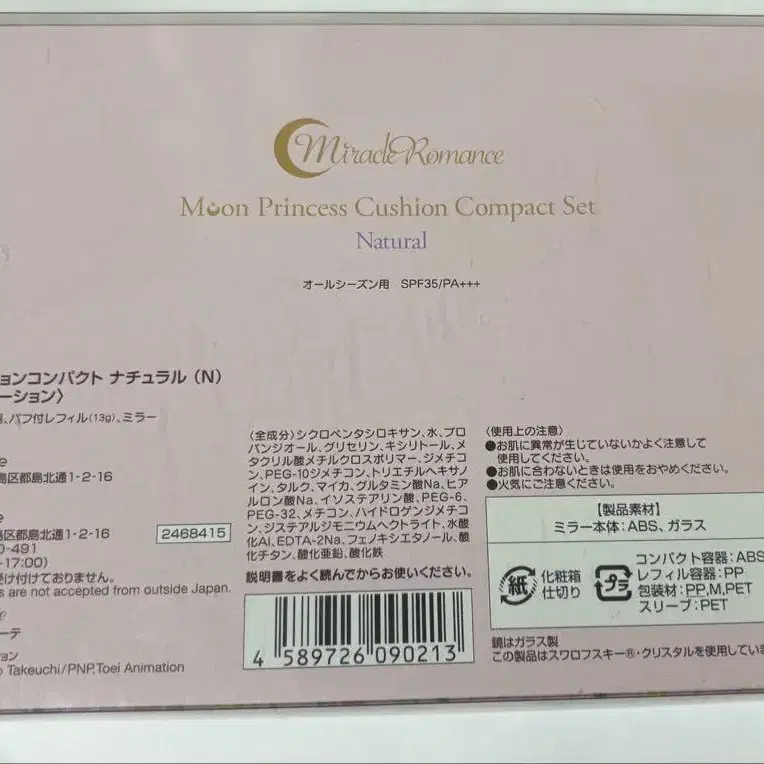 Miracle Romance
Moon Princess Cushion Compact Set
Natural
オールシーズン用 SPF35/PA+++
ョンコンパクト ナチュラル（N）
ーション〉
、パフ付レフィル(13g)、ミラー
島区都島北通1-2-16
島区都島北通1-2-16
0-491
-17:00)
受け付けておりません。
s are not accepted from outside Japan.
ーテ
ョン
o Takeuchi/PNP,Toei Animation
2468415
〈全成分〉シクロペンタシロキサン、水、プロ
パンジオール、グリセリン、キシリトール、メ
タクリル酸メチルクロスポリマー、ジメチコ
ン、PEG-10ジメチコン、トリエチルヘキサノ
イン、タルク、マイカ、グルタミン酸Na、ヒア
ルロン酸Na、イソステアリン酸、PEG-6、
PEG-32、メチコン、ハイドロゲンジメチコ
ン、ジステアルジモニウムヘクトライト、水酸
化Al、EDTA-2Na、フェノキシエタノール、酸
化チタン、酸化亜鉛、酸化鉄
説明書をよく読んでからお使いください。
4 589726 090213
〈使用上の注意〉
●お肌に異常が生じていないかよく注意して
使用してください。
●お肌に合わないときは使用をおやめください。
●火気にご注意ください。
【製品素材】
ミラー本体：ABS、ガラス
紙
化粧箱
仕切り
プラ
コンパクト容器：ABS
レフィル容器：PP
包装材：PP,M,PET
スリーブ：PET
鏡はガラス製
この製品はスワロフスキー®・クリスタルを使用していま